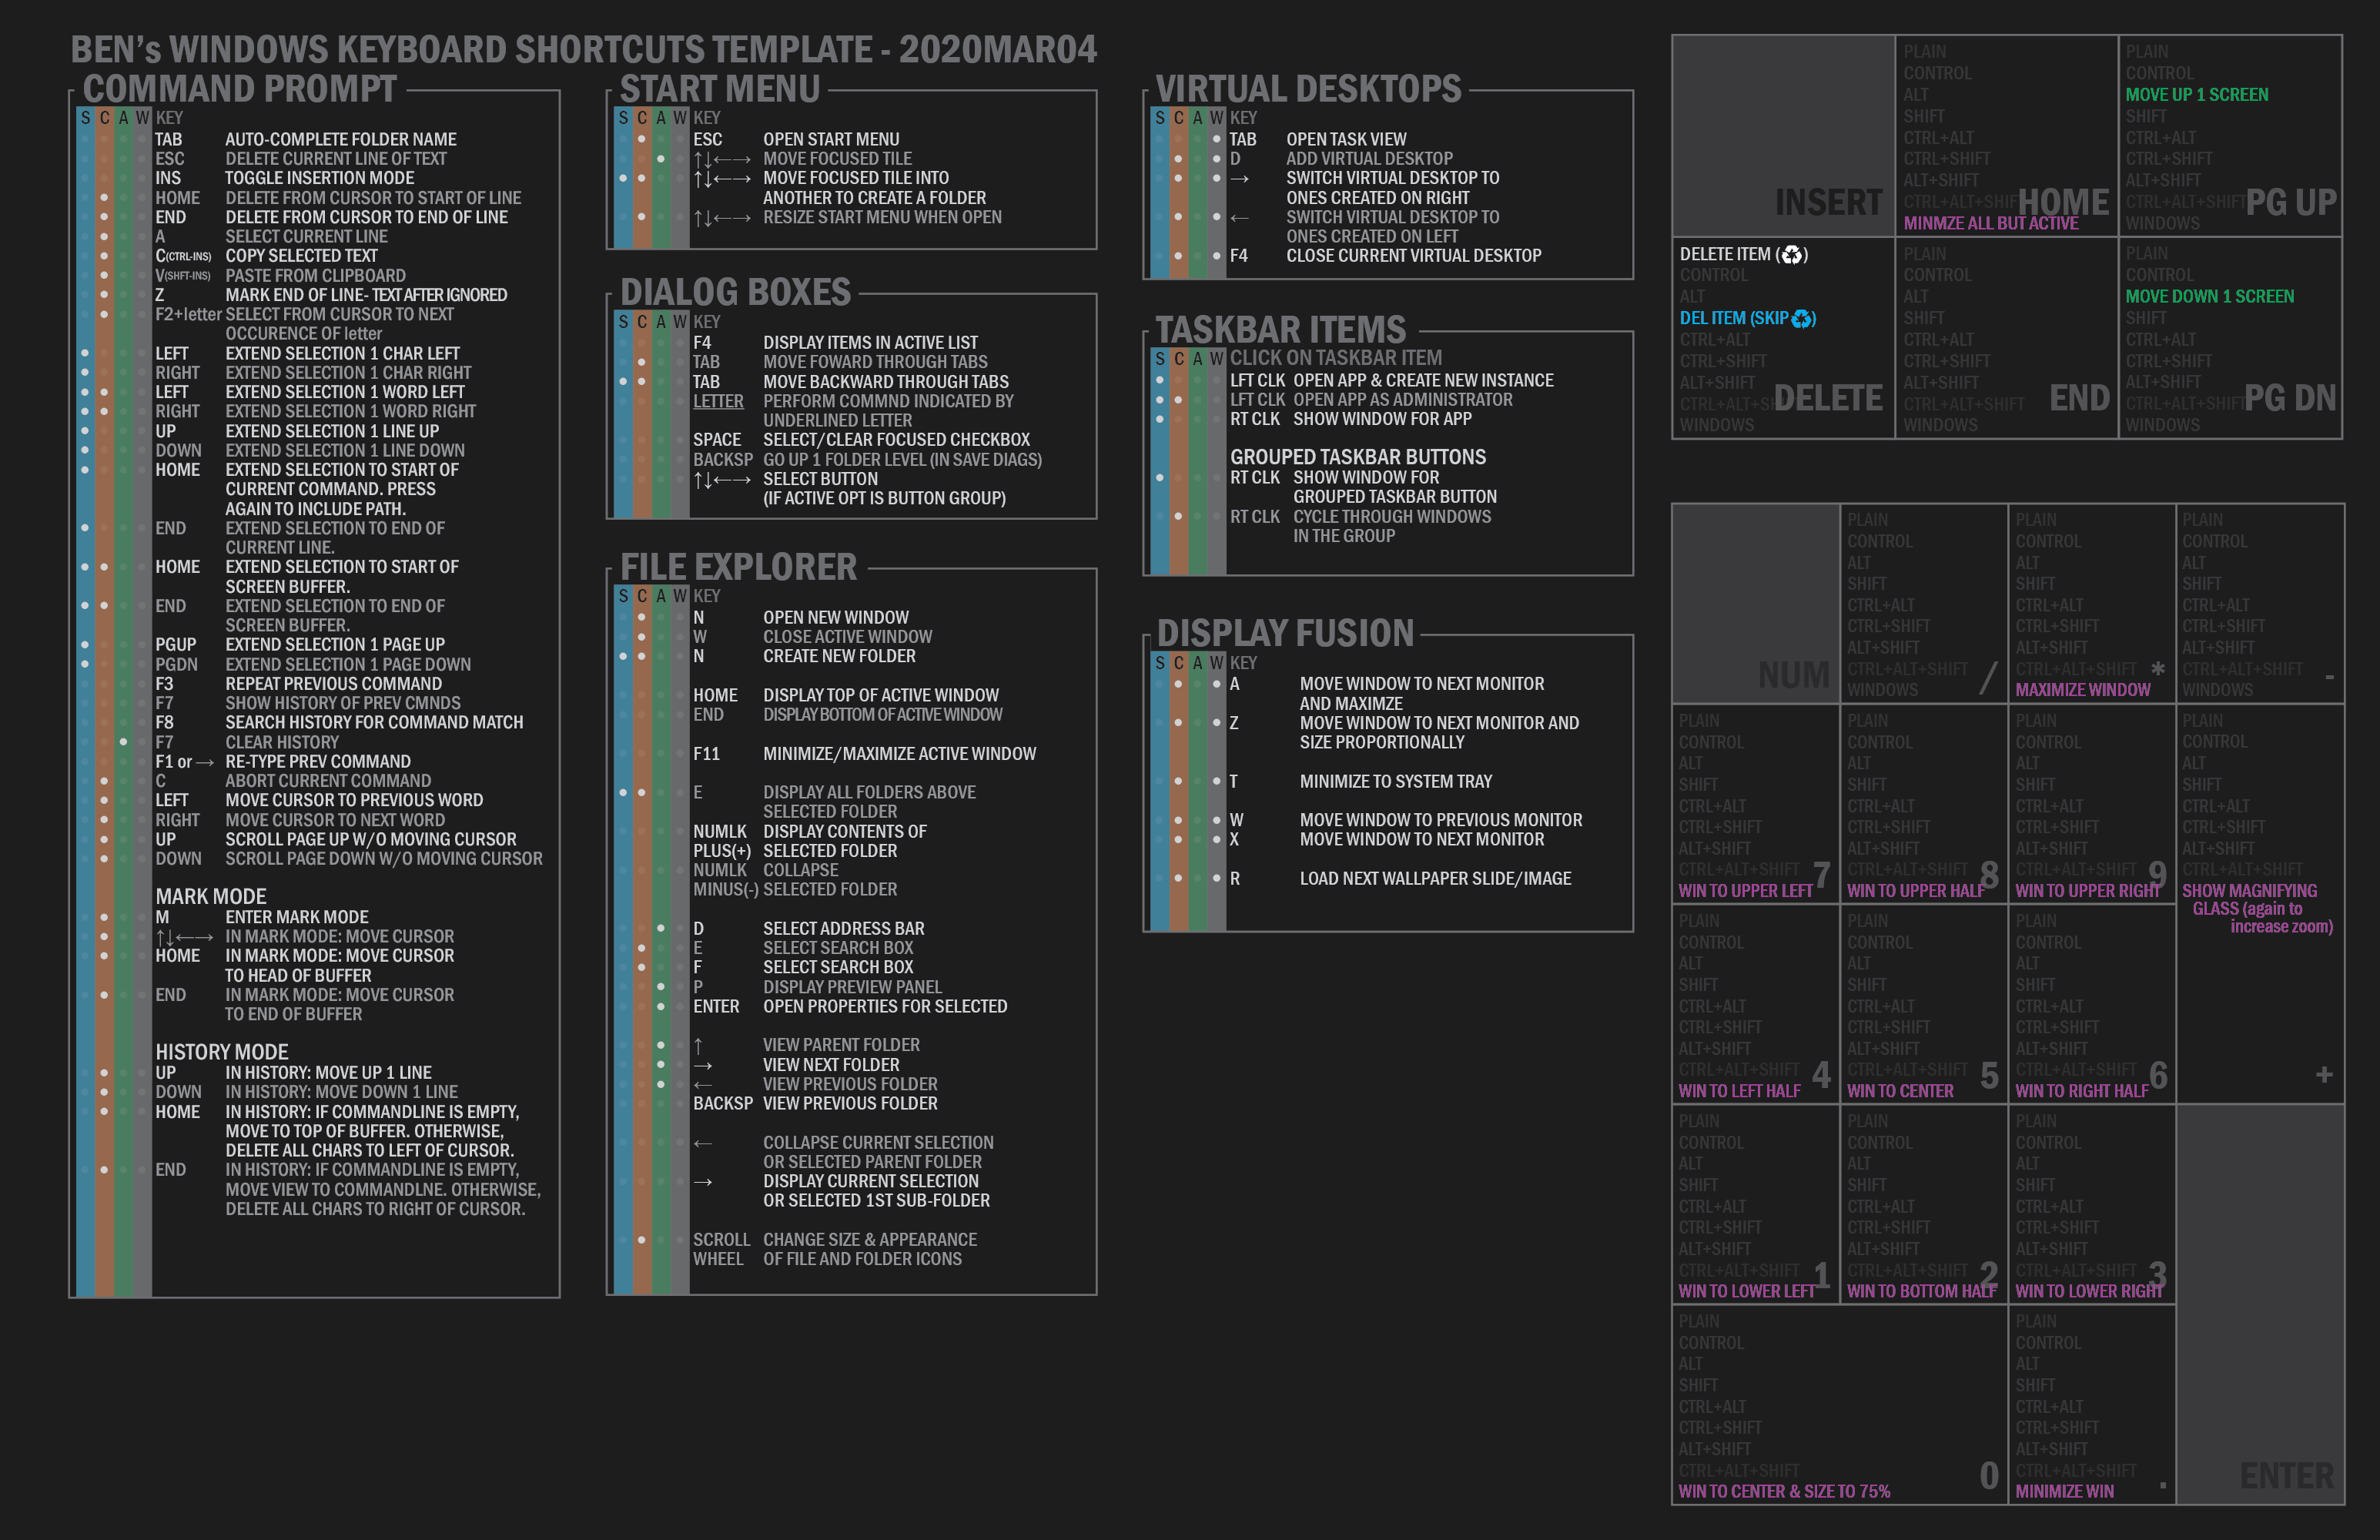 BEN's WINDOWS KEYBOARD SHORTCUTS TEMPLATE - 2020MAR04
COMMAND PROMPT
S C A W KEY
TAB AUTO-COMPLETE FOLDER NAME
ESC DELETE CURRENT LINE OF TEXT
INS TOGGLE INSERTION MODE
HOME DELETE FROM CURSOR TO START OF LINE
END DELETE FROM CURSOR TO END OF LINE
A SELECT CURRENT LINE
C(CTRL-INS) COPY SELECTED TEXT
V(SHFT-INS) PASTE FROM CLIPBOARD
Z MARK END OF LINE- TEXT AFTER IGNORED
F2+letter SELECT FROM CURSOR TO NEXT
OCCURENCE OF letter
LEFT EXTEND SELECTION 1 CHAR LEFT
RIGHT EXTEND SELECTION 1 CHAR RIGHT
LEFT EXTEND SELECTION 1 WORD LEFT
RIGHT EXTEND SELECTION 1 WORD RIGHT
UP EXTEND SELECTION 1 LINE UP
DOWN EXTEND SELECTION 1 LINE DOWN
HOME EXTEND SELECTION TO START OF
CURRENT COMMAND. PRESS
AGAIN TO INCLUDE PATH.
END EXTEND SELECTION TO END OF
CURRENT LINE.
HOME EXTEND SELECTION TO START OF
SCREEN BUFFER.
END EXTEND SELECTION TO END OF
SCREEN BUFFER.
PGUP EXTEND SELECTION 1 PAGE UP
PGDN EXTEND SELECTION 1 PAGE DOWN
F3 REPEAT PREVIOUS COMMAND
F7 SHOW HISTORY OF PREV CMNDS
F8 SEARCH HISTORY FOR COMMAND MATCH
F7 CLEAR HISTORY
F1 or → RE-TYPE PREV COMMAND
C ABORT CURRENT COMMAND
LEFT MOVE CURSOR TO PREVIOUS WORD
RIGHT MOVE CURSOR TO NEXT WORD
UP SCROLL PAGE UP W/O MOVING CURSOR
DOWN SCROLL PAGE DOWN W/O MOVING CURSOR
MARK MODE
M ENTER MARK MODE
↑↓←→ IN MARK MODE: MOVE CURSOR
HOME IN MARK MODE: MOVE CURSOR
TO HEAD OF BUFFER
END IN MARK MODE: MOVE CURSOR
TO END OF BUFFER
HISTORY MODE
UP IN HISTORY: MOVE UP 1 LINE
DOWN IN HISTORY: MOVE DOWN 1 LINE
HOME IN HISTORY: IF COMMANDLINE IS EMPTY,
MOVE TO TOP OF BUFFER. OTHERWISE,
DELETE ALL CHARS TO LEFT OF CURSOR.
END IN HISTORY: IF COMMANDLINE IS EMPTY,
MOVE VIEW TO COMMANDLNE. OTHERWISE,
DELETE ALL CHARS TO RIGHT OF CURSOR.
START MENU
S C A W KEY
ESC OPEN START MENU
↑↓←→ MOVE FOCUSED TILE
↑↓←→ MOVE FOCUSED TILE INTO
ANOTHER TO CREATE A FOLDER
↑↓←→ RESIZE START MENU WHEN OPEN
DIALOG BOXES
S C A W KEY
F4 DISPLAY ITEMS IN ACTIVE LIST
TAB MOVE FOWARD THROUGH TABS
TAB MOVE BACKWARD THROUGH TABS
LETTER PERFORM COMMND INDICATED BY
UNDERLINED LETTER
SPACE SELECT/CLEAR FOCUSED CHECKBOX
BACKSP GO UP 1 FOLDER LEVEL (IN SAVE DIAGS)
↑↓←→ SELECT BUTTON
(IF ACTIVE OPT IS BUTTON GROUP)
FILE EXPLORER
S C A W KEY
N OPEN NEW WINDOW
W CLOSE ACTIVE WINDOW
N CREATE NEW FOLDER
HOME DISPLAY TOP OF ACTIVE WINDOW
END DISPLAY BOTTOM OF ACTIVE WINDOW
F11 MINIMIZE/MAXIMIZE ACTIVE WINDOW
E DISPLAY ALL FOLDERS ABOVE
SELECTED FOLDER
NUMLK DISPLAY CONTENTS OF
PLUS(+) SELECTED FOLDER
NUMLK COLLAPSE
MINUS(-) SELECTED FOLDER
D SELECT ADDRESS BAR
E SELECT SEARCH BOX
F SELECT SEARCH BOX
P DISPLAY PREVIEW PANEL
ENTER OPEN PROPERTIES FOR SELECTED
↑ VIEW PARENT FOLDER
→ VIEW NEXT FOLDER
← VIEW PREVIOUS FOLDER
BACKSP VIEW PREVIOUS FOLDER
← COLLAPSE CURRENT SELECTION
OR SELECTED PARENT FOLDER
→ DISPLAY CURRENT SELECTION
OR SELECTED 1ST SUB-FOLDER
SCROLL CHANGE SIZE & APPEARANCE
WHEEL OF FILE AND FOLDER ICONS
VIRTUAL DESKTOPS
S C A W KEY
TAB OPEN TASK VIEW
D ADD VIRTUAL DESKTOP
→ SWITCH VIRTUAL DESKTOP TO
ONES CREATED ON RIGHT
← SWITCH VIRTUAL DESKTOP TO
ONES CREATED ON LEFT
F4 CLOSE CURRENT VIRTUAL DESKTOP
TASKBAR ITEMS
S C A W CLICK ON TASKBAR ITEM
LFT CLK OPEN APP & CREATE NEW INSTANCE
LFT CLK OPEN APP AS ADMINISTRATOR
RT CLK SHOW WINDOW FOR APP
GROUPED TASKBAR BUTTONS
RT CLK SHOW WINDOW FOR
GROUPED TASKBAR BUTTON
RT CLK CYCLE THROUGH WINDOWS
IN THE GROUP
DISPLAY FUSION
S C A W KEY
A MOVE WINDOW TO NEXT MONITOR
AND MAXIMZE
Z MOVE WINDOW TO NEXT MONITOR AND
SIZE PROPORTIONALLY
T MINIMIZE TO SYSTEM TRAY
W MOVE WINDOW TO PREVIOUS MONITOR
X MOVE WINDOW TO NEXT MONITOR
R LOAD NEXT WALLPAPER SLIDE/IMAGE
INSERT
PLAIN
CONTROL
ALT
SHIFT
CTRL+ALT
CTRL+SHIFT
ALT+SHIFT
CTRL+ALT+SHIFT
HOME
MINMZE ALL BUT ACTIVE
PLAIN
CONTROL
MOVE UP 1 SCREEN
SHIFT
CTRL+ALT
CTRL+SHIFT
ALT+SHIFT
CTRL+ALT+SHIFT
PG UP
WINDOWS
DELETE ITEM (♻)
CONTROL
ALT
DEL ITEM (SKIP♻)
CTRL+ALT
CTRL+SHIFT
ALT+SHIFT
CTRL+ALT+SHIFT
DELETE
WINDOWS
PLAIN
CONTROL
ALT
SHIFT
CTRL+ALT
CTRL+SHIFT
ALT+SHIFT
CTRL+ALT+SHIFT
END
WINDOWS
PLAIN
CONTROL
MOVE DOWN 1 SCREEN
SHIFT
CTRL+ALT
CTRL+SHIFT
ALT+SHIFT
CTRL+ALT+SHIFT
PG DN
WINDOWS
NUM
PLAIN
CONTROL
ALT
SHIFT
CTRL+ALT
CTRL+SHIFT
ALT+SHIFT
CTRL+ALT+SHIFT
/
WINDOWS
PLAIN
CONTROL
ALT
SHIFT
CTRL+ALT
CTRL+SHIFT
ALT+SHIFT
CTRL+ALT+SHIFT
*
MAXIMIZE WINDOW
PLAIN
CONTROL
ALT
SHIFT
CTRL+ALT
CTRL+SHIFT
ALT+SHIFT
CTRL+ALT+SHIFT
-
WINDOWS
PLAIN
CONTROL
ALT
SHIFT
CTRL+ALT
CTRL+SHIFT
ALT+SHIFT
CTRL+ALT+SHIFT
7
WIN TO UPPER LEFT
PLAIN
CONTROL
ALT
SHIFT
CTRL+ALT
CTRL+SHIFT
ALT+SHIFT
CTRL+ALT+SHIFT
8
WIN TO UPPER HALF
PLAIN
CONTROL
ALT
SHIFT
CTRL+ALT
CTRL+SHIFT
ALT+SHIFT
CTRL+ALT+SHIFT
9
WIN TO UPPER RIGHT
PLAIN
CONTROL
ALT
SHIFT
CTRL+ALT
CTRL+SHIFT
ALT+SHIFT
CTRL+ALT+SHIFT
SHOW MAGNIFYING
GLASS (again to
increase zoom)
+
PLAIN
CONTROL
ALT
SHIFT
CTRL+ALT
CTRL+SHIFT
ALT+SHIFT
CTRL+ALT+SHIFT
4
WIN TO LEFT HALF
PLAIN
CONTROL
ALT
SHIFT
CTRL+ALT
CTRL+SHIFT
ALT+SHIFT
CTRL+ALT+SHIFT
5
WIN TO CENTER
PLAIN
CONTROL
ALT
SHIFT
CTRL+ALT
CTRL+SHIFT
ALT+SHIFT
CTRL+ALT+SHIFT
6
WIN TO RIGHT HALF
PLAIN
CONTROL
ALT
SHIFT
CTRL+ALT
CTRL+SHIFT
ALT+SHIFT
CTRL+ALT+SHIFT
1
WIN TO LOWER LEFT
PLAIN
CONTROL
ALT
SHIFT
CTRL+ALT
CTRL+SHIFT
ALT+SHIFT
CTRL+ALT+SHIFT
2
WIN TO BOTTOM HALF
PLAIN
CONTROL
ALT
SHIFT
CTRL+ALT
CTRL+SHIFT
ALT+SHIFT
CTRL+ALT+SHIFT
3
WIN TO LOWER RIGHT
PLAIN
CONTROL
ALT
SHIFT
CTRL+ALT
CTRL+SHIFT
ALT+SHIFT
CTRL+ALT+SHIFT
0
WIN TO CENTER & SIZE TO 75%
PLAIN
CONTROL
ALT
SHIFT
CTRL+ALT
CTRL+SHIFT
ALT+SHIFT
CTRL+ALT+SHIFT
.
MINIMIZE WIN
ENTER